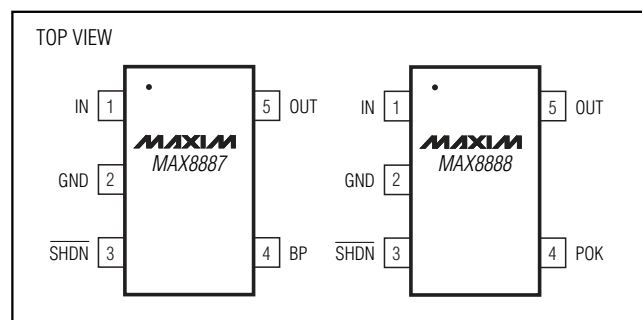 TOP VIEW
IN 1
5 OUT
MAXIM
MAX8887
GND 2
SHDN 3
4 BP
IN 1
5 OUT
MAXIM
MAX8888
GND 2
SHDN 3
4 POK